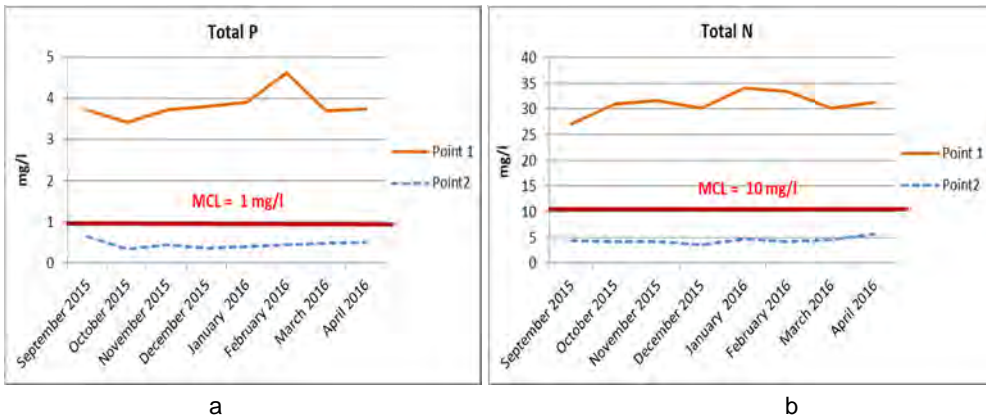 Total P
5
4
3
2
1
0
mg/l
MCL = 1 mg/l
Point 1
Point2
September 2015
October 2015
November 2015
December 2015
January 2016
February 2016
March 2016
April 2016
a
Total N
40
35
30
25
20
15
10
5
0
mg/l
MCL = 10 mg/l
Point 1
Point2
September 2015
October 2015
November 2015
December 2015
January 2016
February 2016
March 2016
April 2016
b